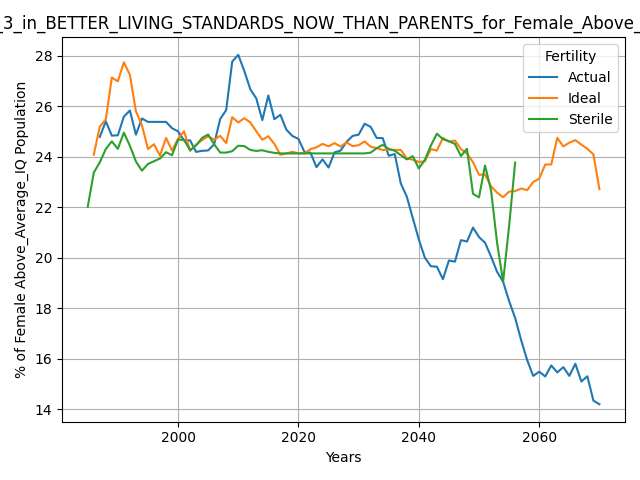 _3_in_BETTER_LIVING_STANDARDS_NOW_THAN_PARENTS_for_Female_Above_
28
26
24
22
20
18
16
14
% of Female Above_Average_IQ Population
Fertility
Actual
Ideal
Sterile
2000
2020
2040
2060
Years